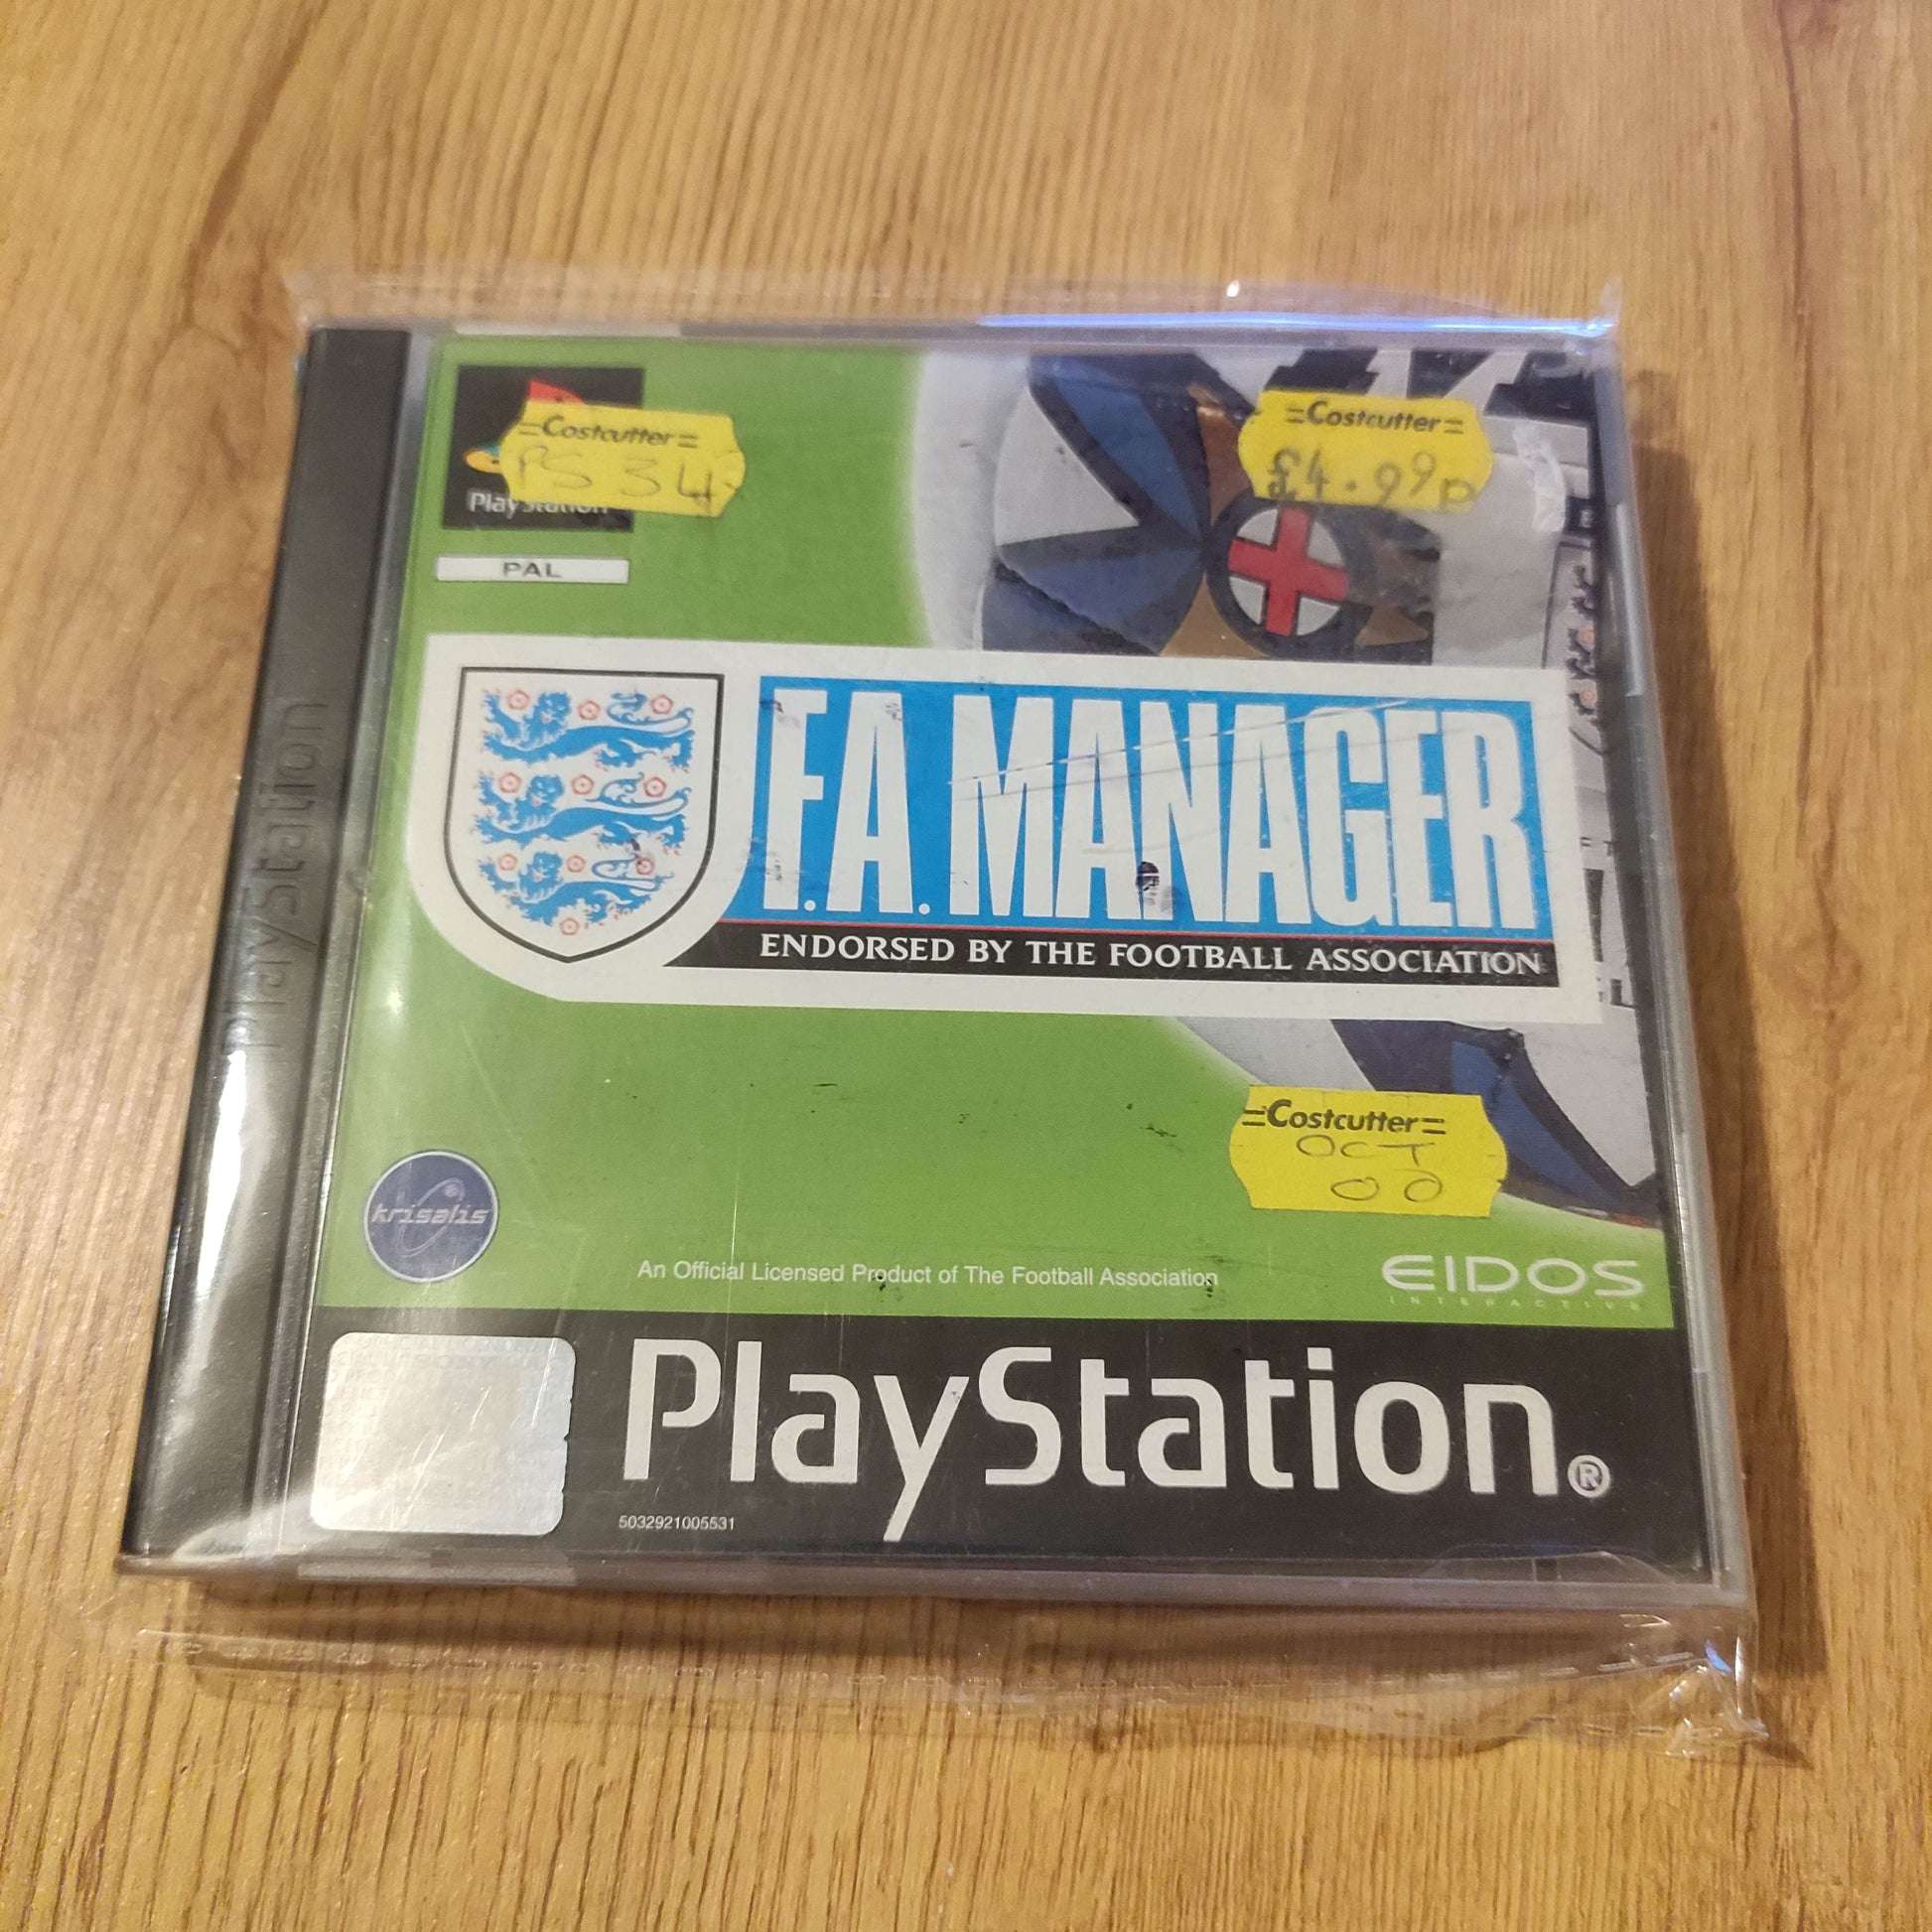 =Costcutter=
PS 34
PlayStation
=Costcutter=
£4.99p
PAL
PlayStation
F.A. MANAGER
ENDORSED BY THE FOOTBALL ASSOCIATION
=Costcutter=
OCT
00
krisalis
An Official Licensed Product of The Football Association
EIDOS
INTERACTIVE
PlayStation®
5032921005531